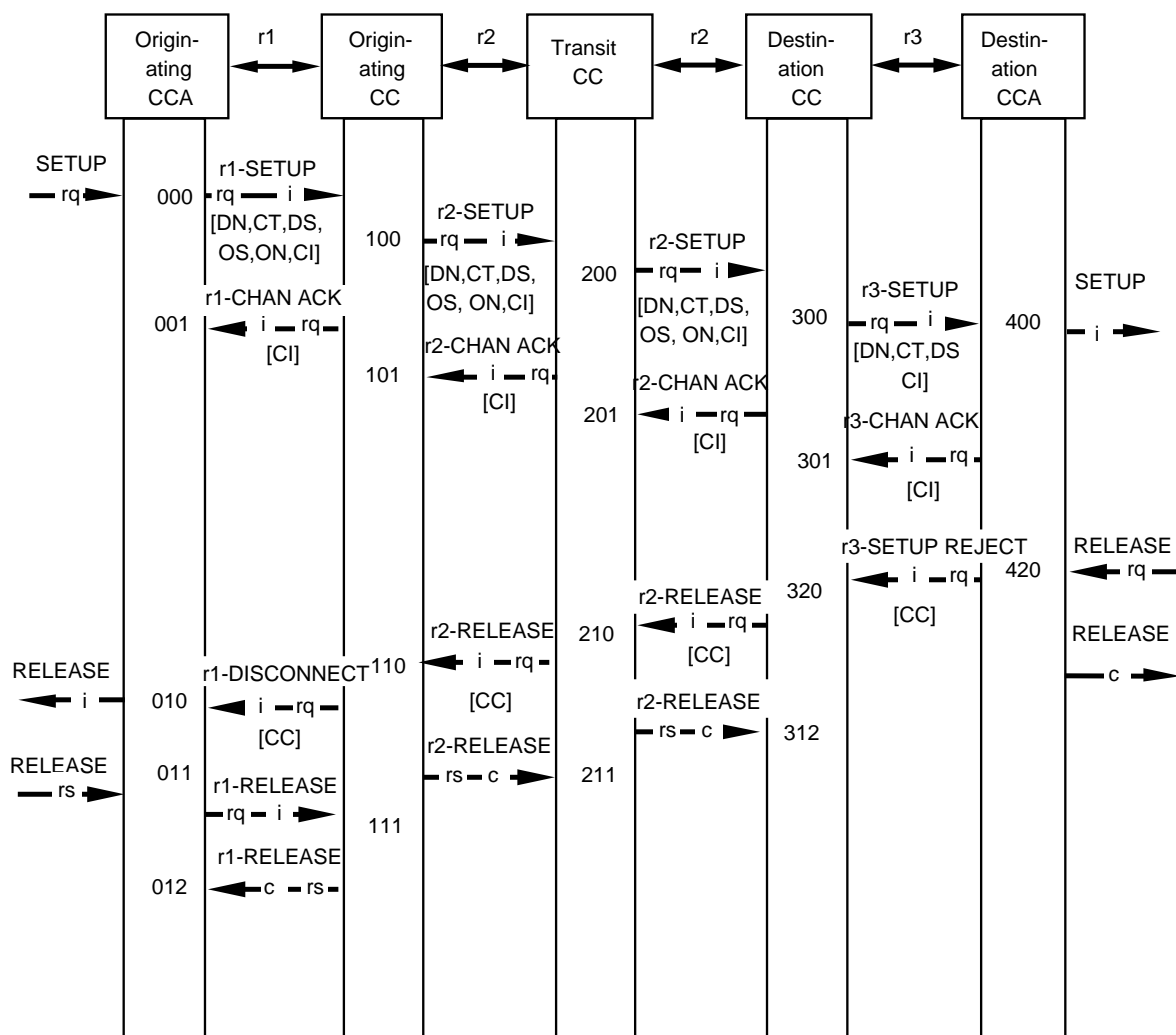 Origin-
ating
CCA
r1
Origin-
ating
CC
r2
Transit
CC
r2
Destin-
ation
CC
r3
Destin-
ation
CCA
SETUP
rq
000
r1-SETUP
rq i
[DN,CT,DS,
OS,ON,CI]
100
r2-SETUP
rq i
[DN,CT,DS,
OS, ON,CI]
200
r2-SETUP
rq i
[DN,CT,DS,
OS, ON,CI]
300
r3-SETUP
rq i
[DN,CT,DS
CI]
400
SETUP
i
001
r1-CHAN ACK
i rq
[CI]
101
r2-CHAN ACK
i rq
[CI]
201
r2-CHAN ACK
i rq
[CI]
301
r3-CHAN ACK
i rq
[CI]
r3-SETUP REJECT
i rq
[CC]
420
RELEASE
rq
320
r2-RELEASE
i rq
[CC]
210
r2-RELEASE
i rq
[CC]
110
RELEASE
c
RELEASE
i
010
r1-DISCONNECT
i rq
[CC]
r2-RELEASE
rs c
312
RELEASE
rs
011
r2-RELEASE
rs c
211
r1-RELEASE
rq i
111
r1-RELEASE
c rs
012